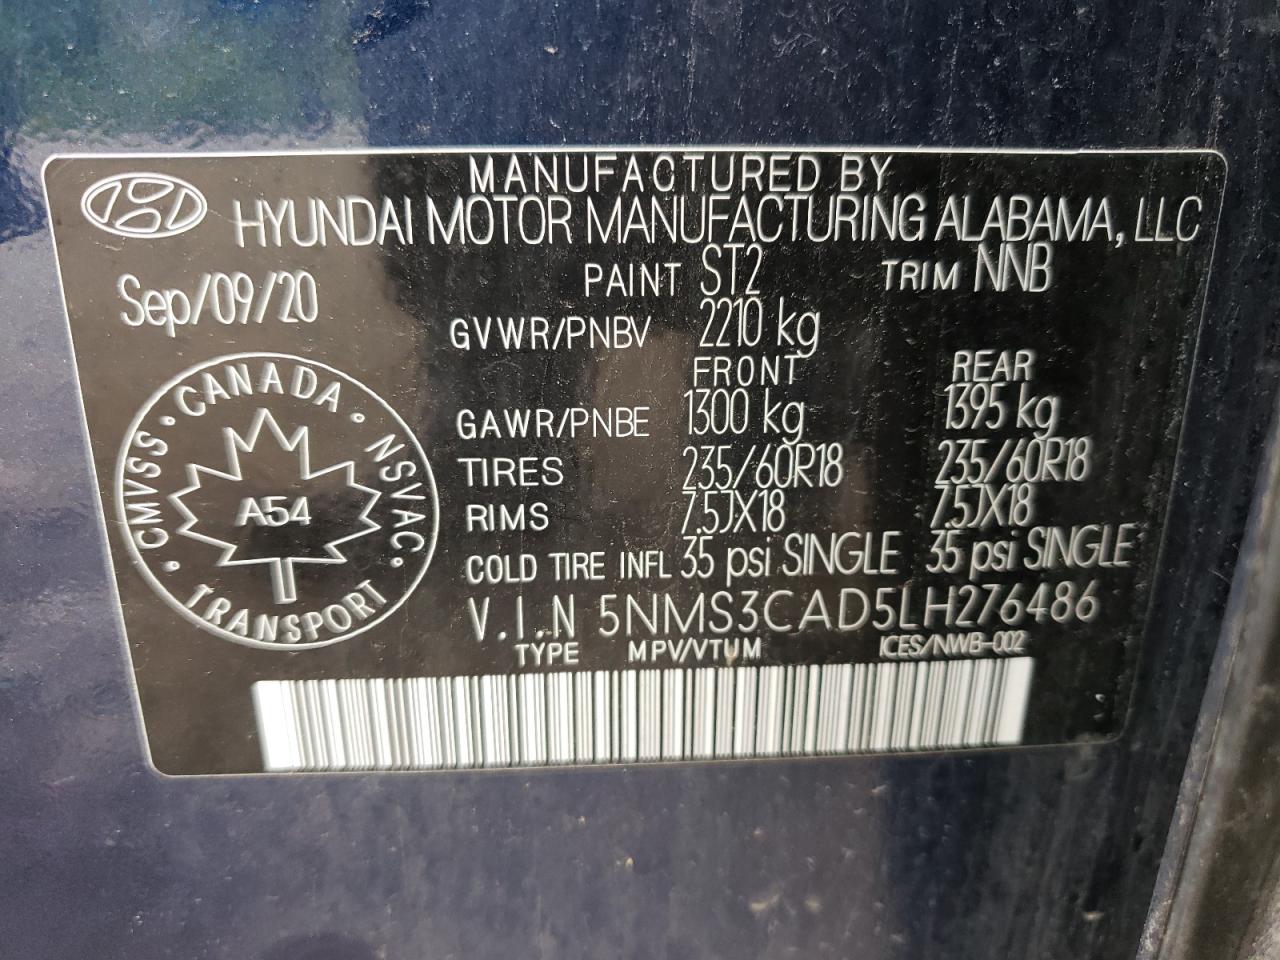 MANUFACTURED BY
HYUNDAI MOTOR MANUFACTURING ALABAMA, LLC
Sep/09/20
PAINT ST2 TRIM NNB
GVWR/PNBV 2210 kg
FRONT REAR
GAWR/PNBE 1300 kg 1395 kg
TIRES 235/60R18 235/60R18
RIMS 7.5JX18 7.5JX18
COLD TIRE INFL 35 psi SINGLE 35 psi SINGLE
V.I.N 5NMS3CAD5LH276486
TYPE MPV/VTUM ICES/NWB-002
CANADA
CMVSS · NSVAC
A54
TRANSPORT